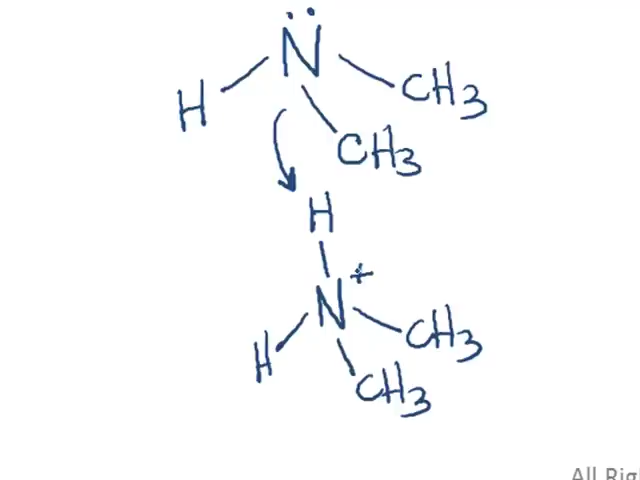 N̈
H CH3
CH3
H
N+
H CH3
CH3
All Rig